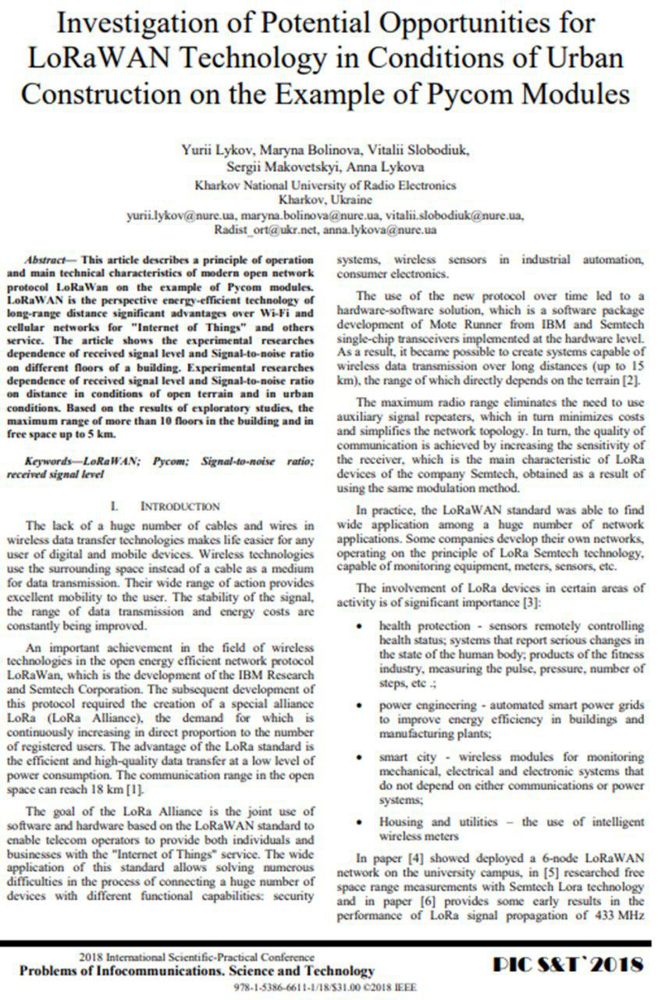 Investigation of Potential Opportunities for
LoRaWAN Technology in Conditions of Urban
Construction on the Example of Pycom Modules
Yurii Lykov, Maryna Bolinova, Vitalii Slobodiuk,
Sergii Makovetskyi, Anna Lykova
Kharkov National University of Radio Electronics
Kharkov, Ukraine
yurii.lykov@nure.ua, maryna.bolinova@nure.ua, vitalii.slobodiuk@nure.ua,
Radist_ort@ukr.net, anna.lykova@nure.ua
Abstract— This article describes a principle of operation
and main technical characteristics of modern open network
protocol LoRaWan on the example of Pycom modules.
LoRaWAN is the perspective energy-efficient technology of
long-range distance significant advantages over Wi-Fi and
cellular networks for "Internet of Things" and others
service. The article shows the experimental researches
dependence of received signal level and Signal-to-noise ratio
on different floors of a building. Experimental researches
dependence of received signal level and Signal-to-noise ratio
on distance in conditions of open terrain and in urban
conditions. Based on the results of exploratory studies, the
maximum range of more than 10 floors in the building and in
free space up to 5 km.
Keywords—LoRaWAN; Pycom; Signal-to-noise ratio;
received signal level
I. INTRODUCTION
The lack of a huge number of cables and wires in
wireless data transfer technologies makes life easier for any
user of digital and mobile devices. Wireless technologies
use the surrounding space instead of a cable as a medium
for data transmission. Their wide range of action provides
excellent mobility to the user. The stability of the signal,
the range of data transmission and energy costs are
constantly being improved.
An important achievement in the field of wireless
technologies in the open energy efficient network protocol
LoRaWan, which is the development of the IBM Research
and Semtech Corporation. The subsequent development of
this protocol required the creation of a special alliance
LoRa (LoRa Alliance), the demand for which is
continuously increasing in direct proportion to the number
of registered users. The advantage of the LoRa standard is
the efficient and high-quality data transfer at a low level of
power consumption. The communication range in the open
space can reach 18 km [1].
The goal of the LoRa Alliance is the joint use of
software and hardware based on the LoRaWAN standard to
enable telecom operators to provide both individuals and
businesses with the "Internet of Things" service. The wide
application of this standard allows solving numerous
difficulties in the process of connecting a huge number of
devices with different functional capabilities: security
systems, wireless sensors in industrial automation,
consumer electronics.
The use of the new protocol over time led to a
hardware-software solution, which is a software package
development of Mote Runner from IBM and Semtech
single-chip transceivers implemented at the hardware level.
As a result, it became possible to create systems capable of
wireless data transmission over long distances (up to 15
km), the range of which directly depends on the terrain [2].
The maximum radio range eliminates the need to use
auxiliary signal repeaters, which in turn minimizes costs
and simplifies the network topology. In turn, the quality of
communication is achieved by increasing the sensitivity of
the receiver, which is the main characteristic of LoRa
devices of the company Semtech, obtained as a result of
using the same modulation method.
In practice, the LoRaWAN standard was able to find
wide application among a huge number of network
applications. Some companies develop their own networks,
operating on the principle of LoRa Semtech technology,
capable of monitoring equipment, meters, sensors, etc.
The involvement of LoRa devices in certain areas of
activity is of significant importance [3]:
• health protection - sensors remotely controlling
health status; systems that report serious changes in
the state of the human body; products of the fitness
industry, measuring the pulse, pressure, number of
steps, etc .;
• power engineering - automated smart power grids
to improve energy efficiency in buildings and
manufacturing plants;
• smart city - wireless modules for monitoring
mechanical, electrical and electronic systems that
do not depend on either communications or power
systems;
• Housing and utilities – the use of intelligent
wireless meters
In paper [4] showed deployed a 6-node LoRaWAN
network on the university campus, in [5] researched free
space range measurements with Semtech Lora technology
and in paper [6] provides some early results in the
performance of LoRa signal propagation of 433 MHz
2018 International Scientific-Practical Conference
Problems of Infocommunications. Science and Technology
PIC S&T`2018
978-1-5386-6611-1/18/$31.00 ©2018 IEEE